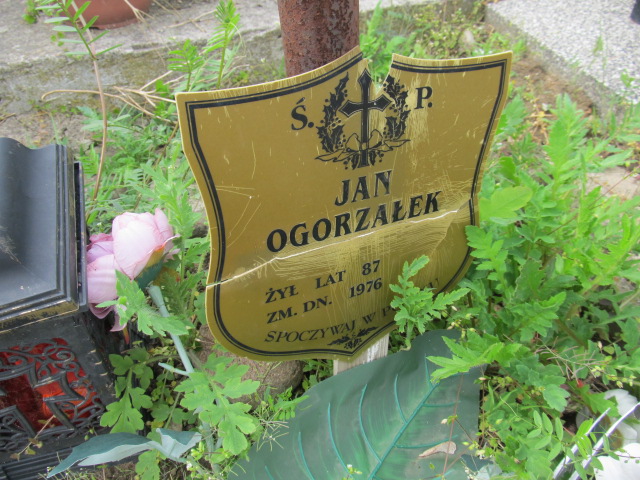 Ś. P.
JAN
OGORZAŁEK
ŻYŁ LAT 87
ZM. DN. 1976
SPOCZYWAJ W